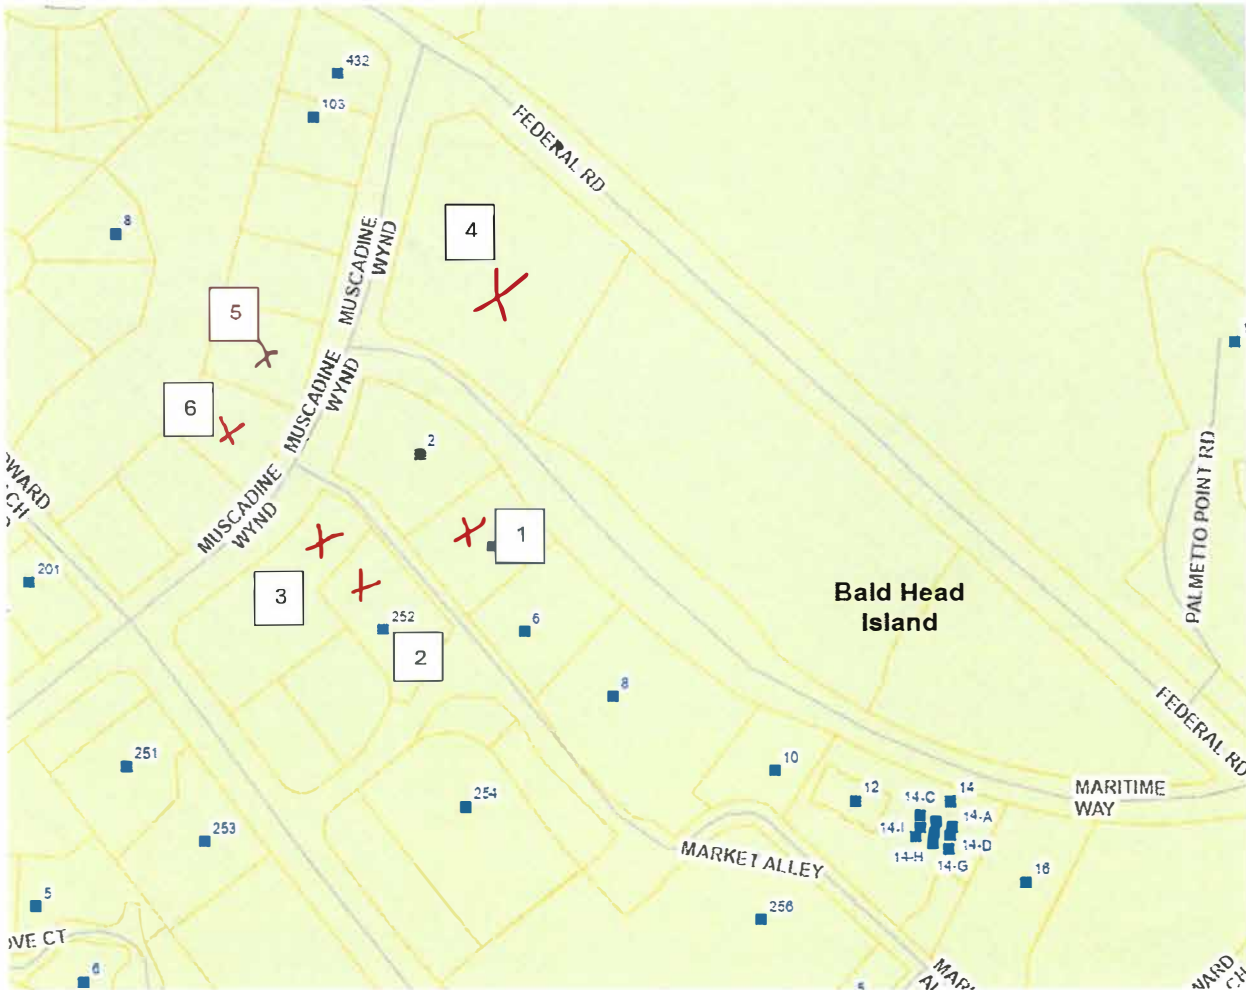 432
103
FEDERAL RD
8
4
MUSCADINE
WYND
5
MUSCADINE
WYND
6
2
MUSCADINE
WYND
1
201
3
252
2
6
Bald Head
Island
PALMETTO POINT RD
8
FEDERAL RD
251
10
254
12
14-C
14
MARITIME
WAY
253
14-I
14-A
14-D
14-H
14-G
MARKET ALLEY
16
5
256
OVE CT
6